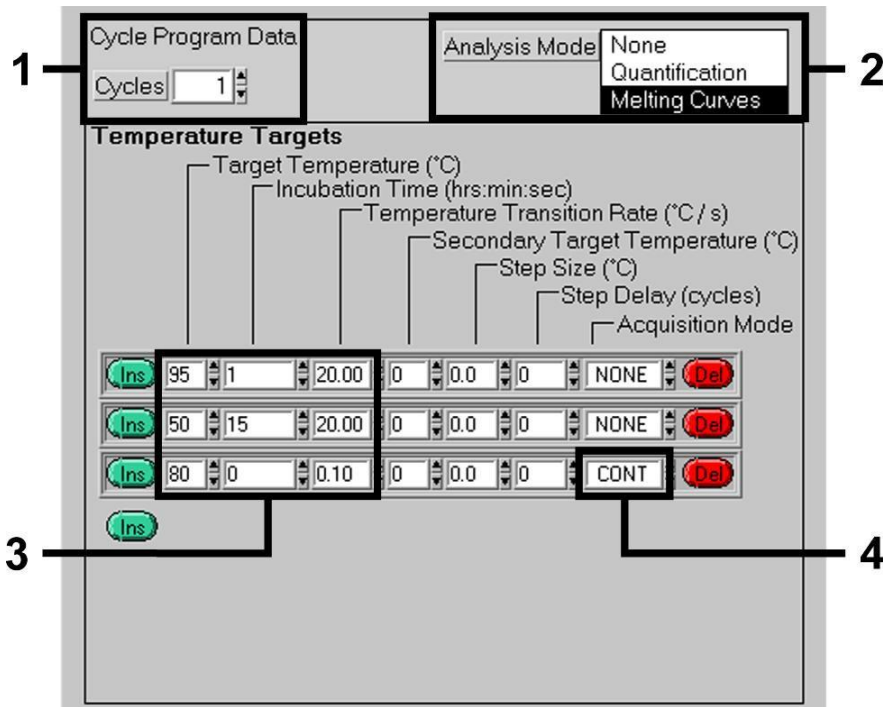 1
Cycle Program Data
Cycles 1
Analysis Mode None
Quantification
Melting Curves
2
Temperature Targets
Target Temperature (°C)
Incubation Time (hrs:min:sec)
Temperature Transition Rate (°C / s)
Secondary Target Temperature (°C)
Step Size (°C)
Step Delay (cycles)
Acquisition Mode
Ins 95 1 20.00 0 0.0 0 NONE Del
Ins 50 15 20.00 0 0.0 0 NONE Del
Ins 80 0 0.10 0 0.0 0 CONT Del
Ins
3
4